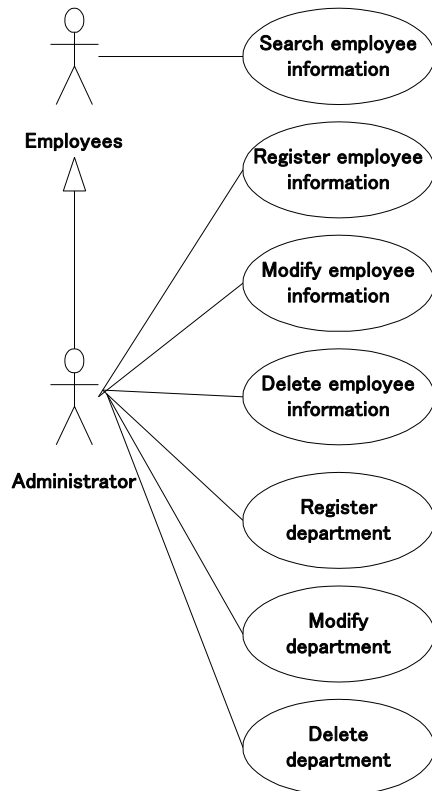 Search employee
information
Employees
Register employee
information
Modify employee
information
Delete employee
information
Administrator
Register
department
Modify
department
Delete
department